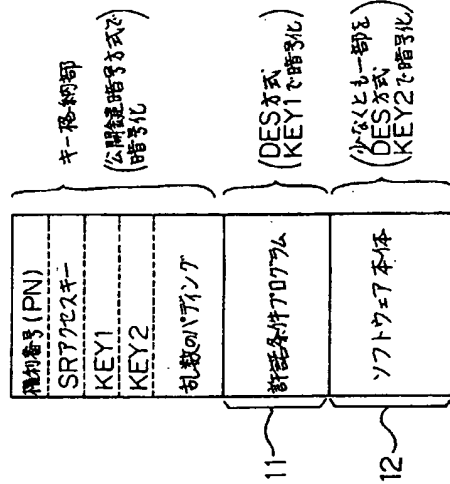 権利番号(PN)
SRアクセスキー
KEY1
KEY2
乱数のパディング
許諾条件プログラム
ソフトウェア本体
キー格納部
(公開鍵暗号方式で
暗号化
(DES方式
KEY1で暗号化)
(少なくとも一部を
DES方式
KEY2で暗号化)
11
12